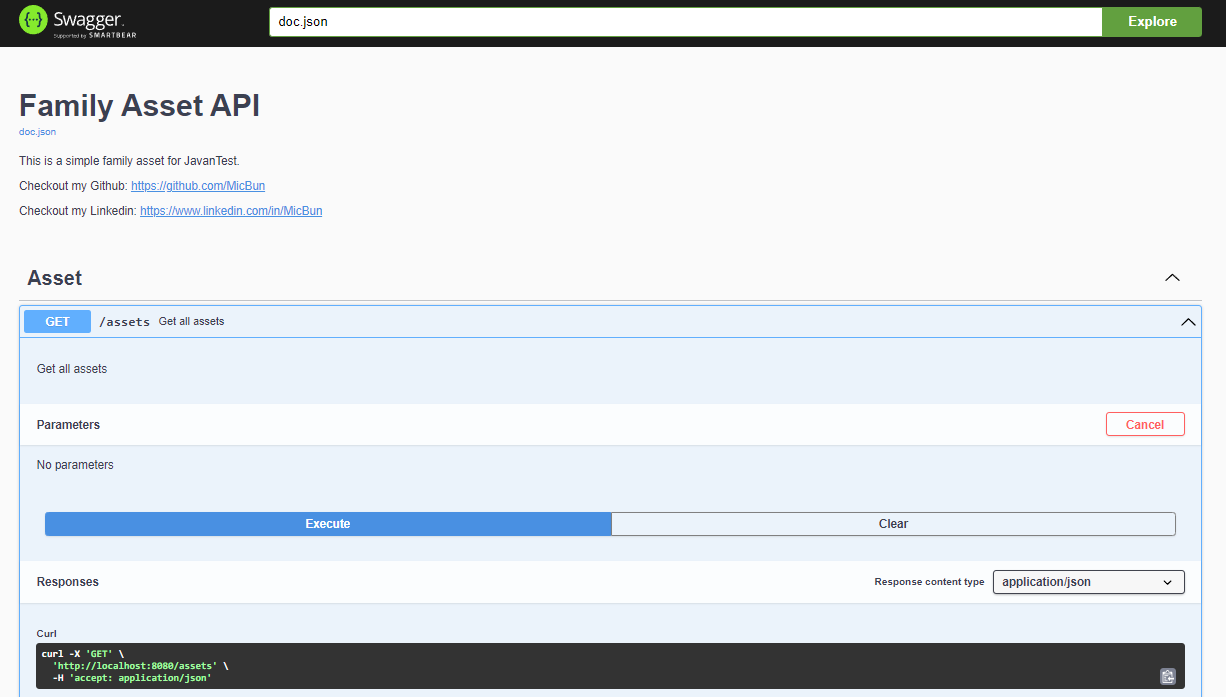 Swagger.
Supported by SMARTBEAR
doc.json
Explore
Family Asset API
doc.json
This is a simple family asset for JavanTest.
Checkout my Github: https://github.com/MicBun
Checkout my Linkedin: https://www.linkedin.com/in/MicBun
Asset
GET /assets Get all assets
Get all assets
Parameters
Cancel
No parameters
Execute
Clear
Responses
Response content type
application/json
Curl
curl -X 'GET' \
'http://localhost:8080/assets' \
-H 'accept: application/json'